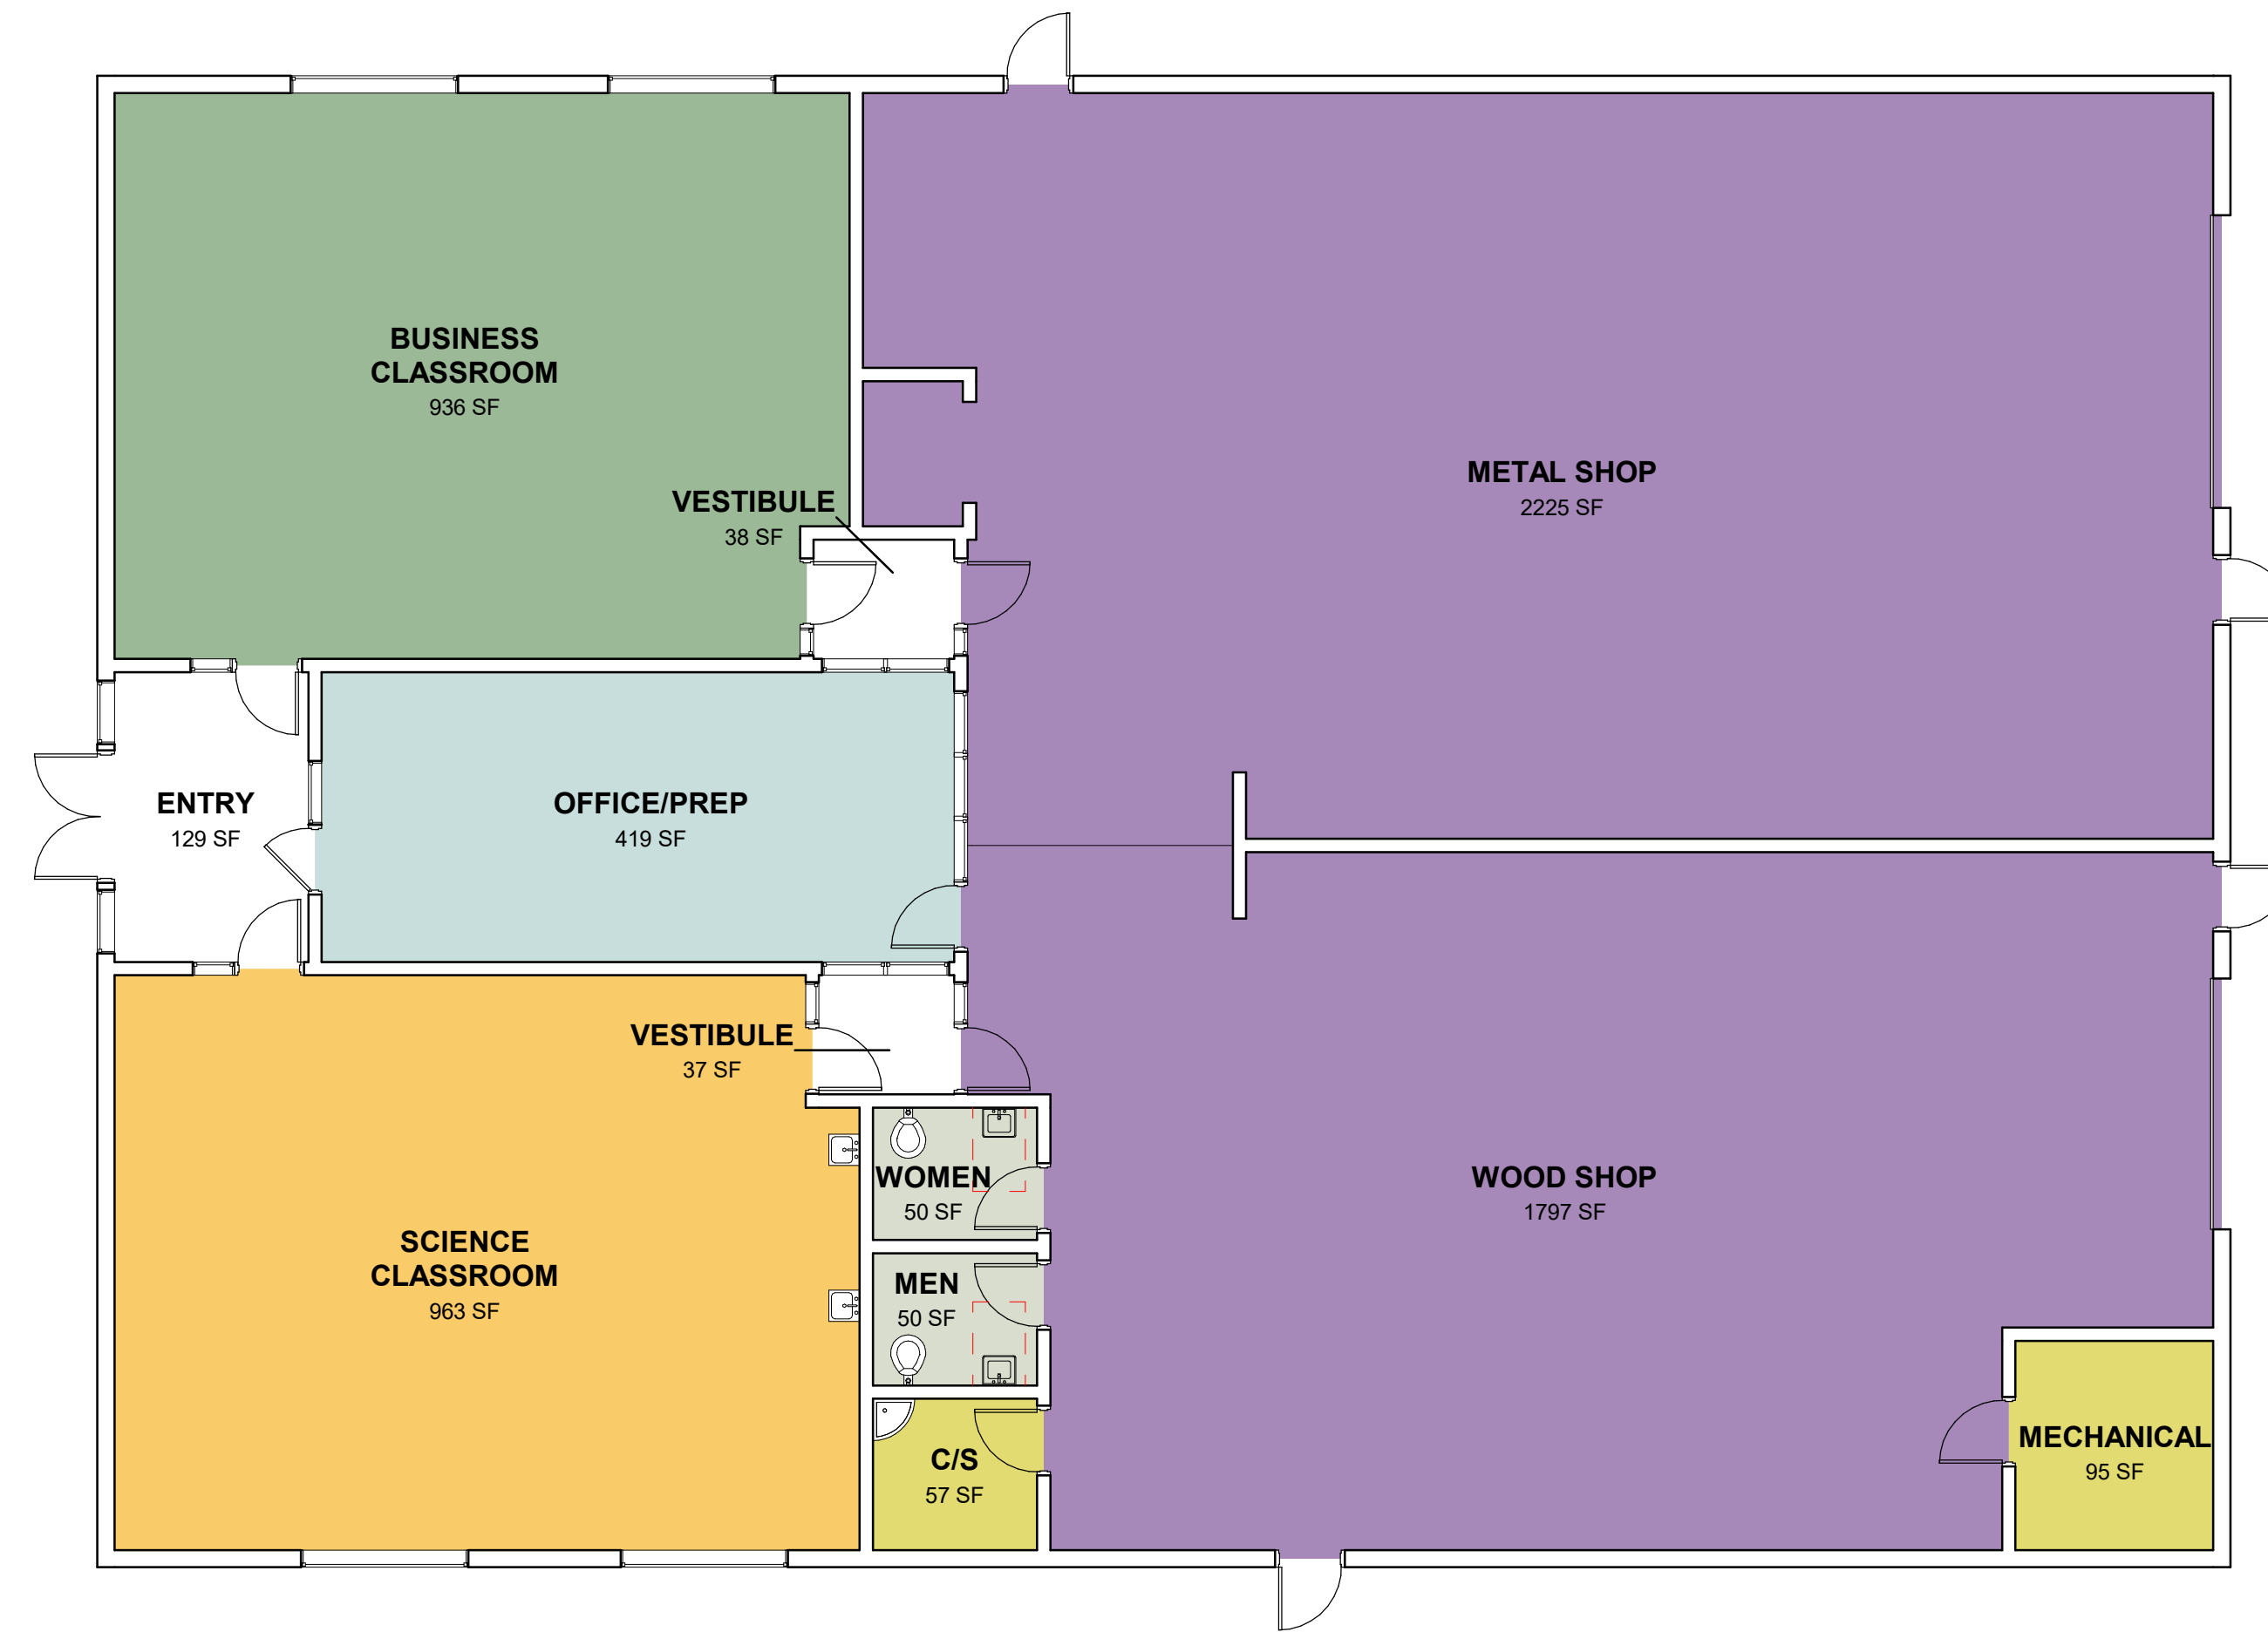 BUSINESS
CLASSROOM
936 SF
METAL SHOP
2225 SF
VESTIBULE
38 SF
ENTRY
129 SF
OFFICE/PREP
419 SF
VESTIBULE
37 SF
WOMEN
50 SF
WOOD SHOP
1797 SF
SCIENCE
CLASSROOM
963 SF
MEN
50 SF
C/S
57 SF
MECHANICAL
95 SF